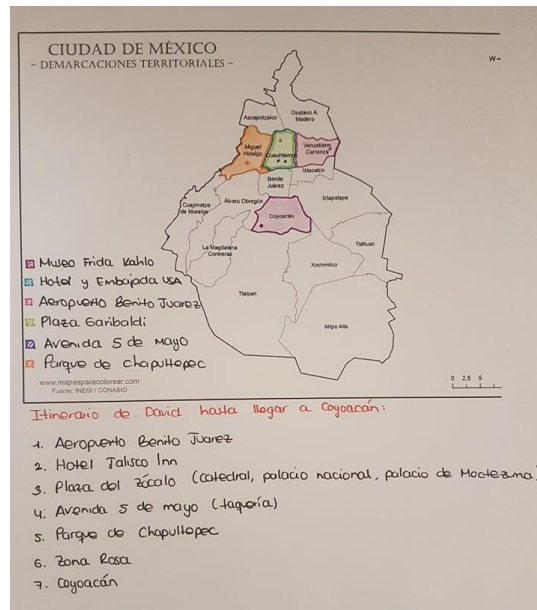 CIUDAD DE MÉXICO
- DEMARCACIONES TERRITORIALES -
W-
Azcapotzalco
Gustavo A.
Madero
Miguel
Hidalgo
Cuauhtémoc
Venustiano
Carranza
Iztacalco
Benito
Juárez
Cuajimalpa
de Morelos
Álvaro Obregón
Iztapalapa
Coyoacán
La Magdalena
Contreras
Tláhuac
Xochimilco
Tlalpan
Milpa Alta
Museo Frida Kahlo
Hotel y Embajada USA
Aeropuerto Benito Juarez
Plaza Garibaldi
Avenida 5 de Mayo
Parque de Chapultepec
www.mapasparacolorear.com
Fuente: INEGI / CONABIO
0 2,5 5
Itinerario de David hasta llegar a Coyoacán:
1. Aeropuerto Benito Juarez
2. Hotel Jalisco Inn
3. Plaza del Zócalo (catedral, palacio nacional, palacio de Moctezuma
4. Avenida 5 de mayo (taquería)
5. Parque de Chapultepec
6. Zona Rosa
7. Coyoacán